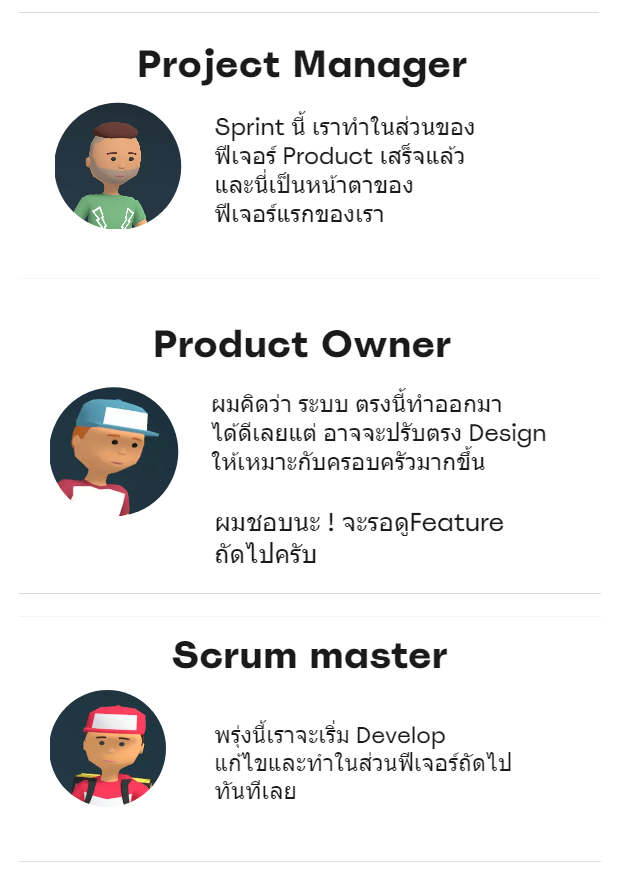 Project Manager
Sprint นี้ เราทำในส่วนของ
ฟีเจอร์ Product เสร็จแล้ว
และนี่เป็นหน้าตาของ
ฟีเจอร์แรกของเรา
Product Owner
ผมคิดว่า ระบบ ตรงนี้ทำออกมา
ได้ดีเลยแต่ อาจจะปรับตรง Design
ให้เหมาะกับครอบครัวมากขึ้น
ผมชอบนะ ! จะรอดูFeature
ถัดไปครับ
Scrum master
พรุ่งนี้เราจะเริ่ม Develop
แก้ไขและทำในส่วนฟีเจอร์ถัดไป
ทันทีเลย